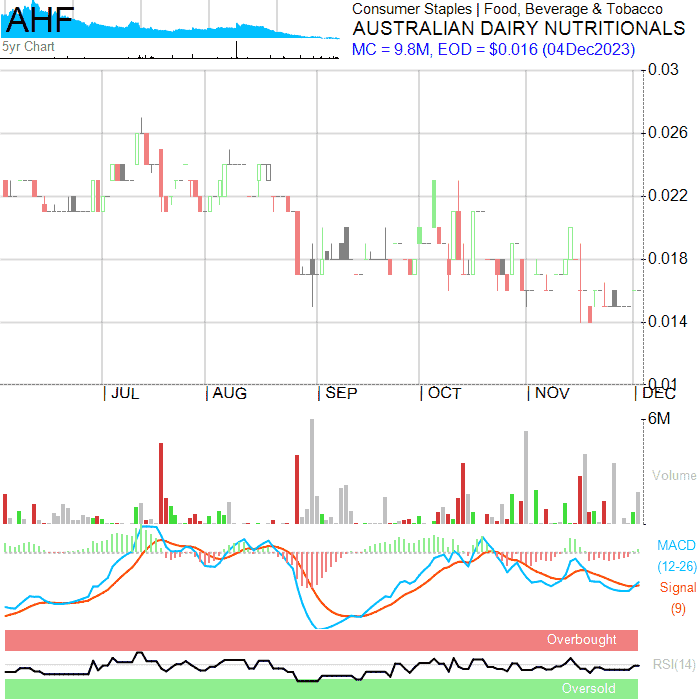 AHF
5yr Chart
Consumer Staples | Food, Beverage & Tobacco
AUSTRALIAN DAIRY NUTRITIONALS
MC = 9.8M, EOD = $0.016 (04Dec2023)
0.03
0.026
0.022
0.018
0.014
0.01
| JUL | AUG | SEP | OCT | NOV | DEC
6M
Volume
MACD
(12-26)
Signal
(9)
Overbought
RSI(14)
Oversold